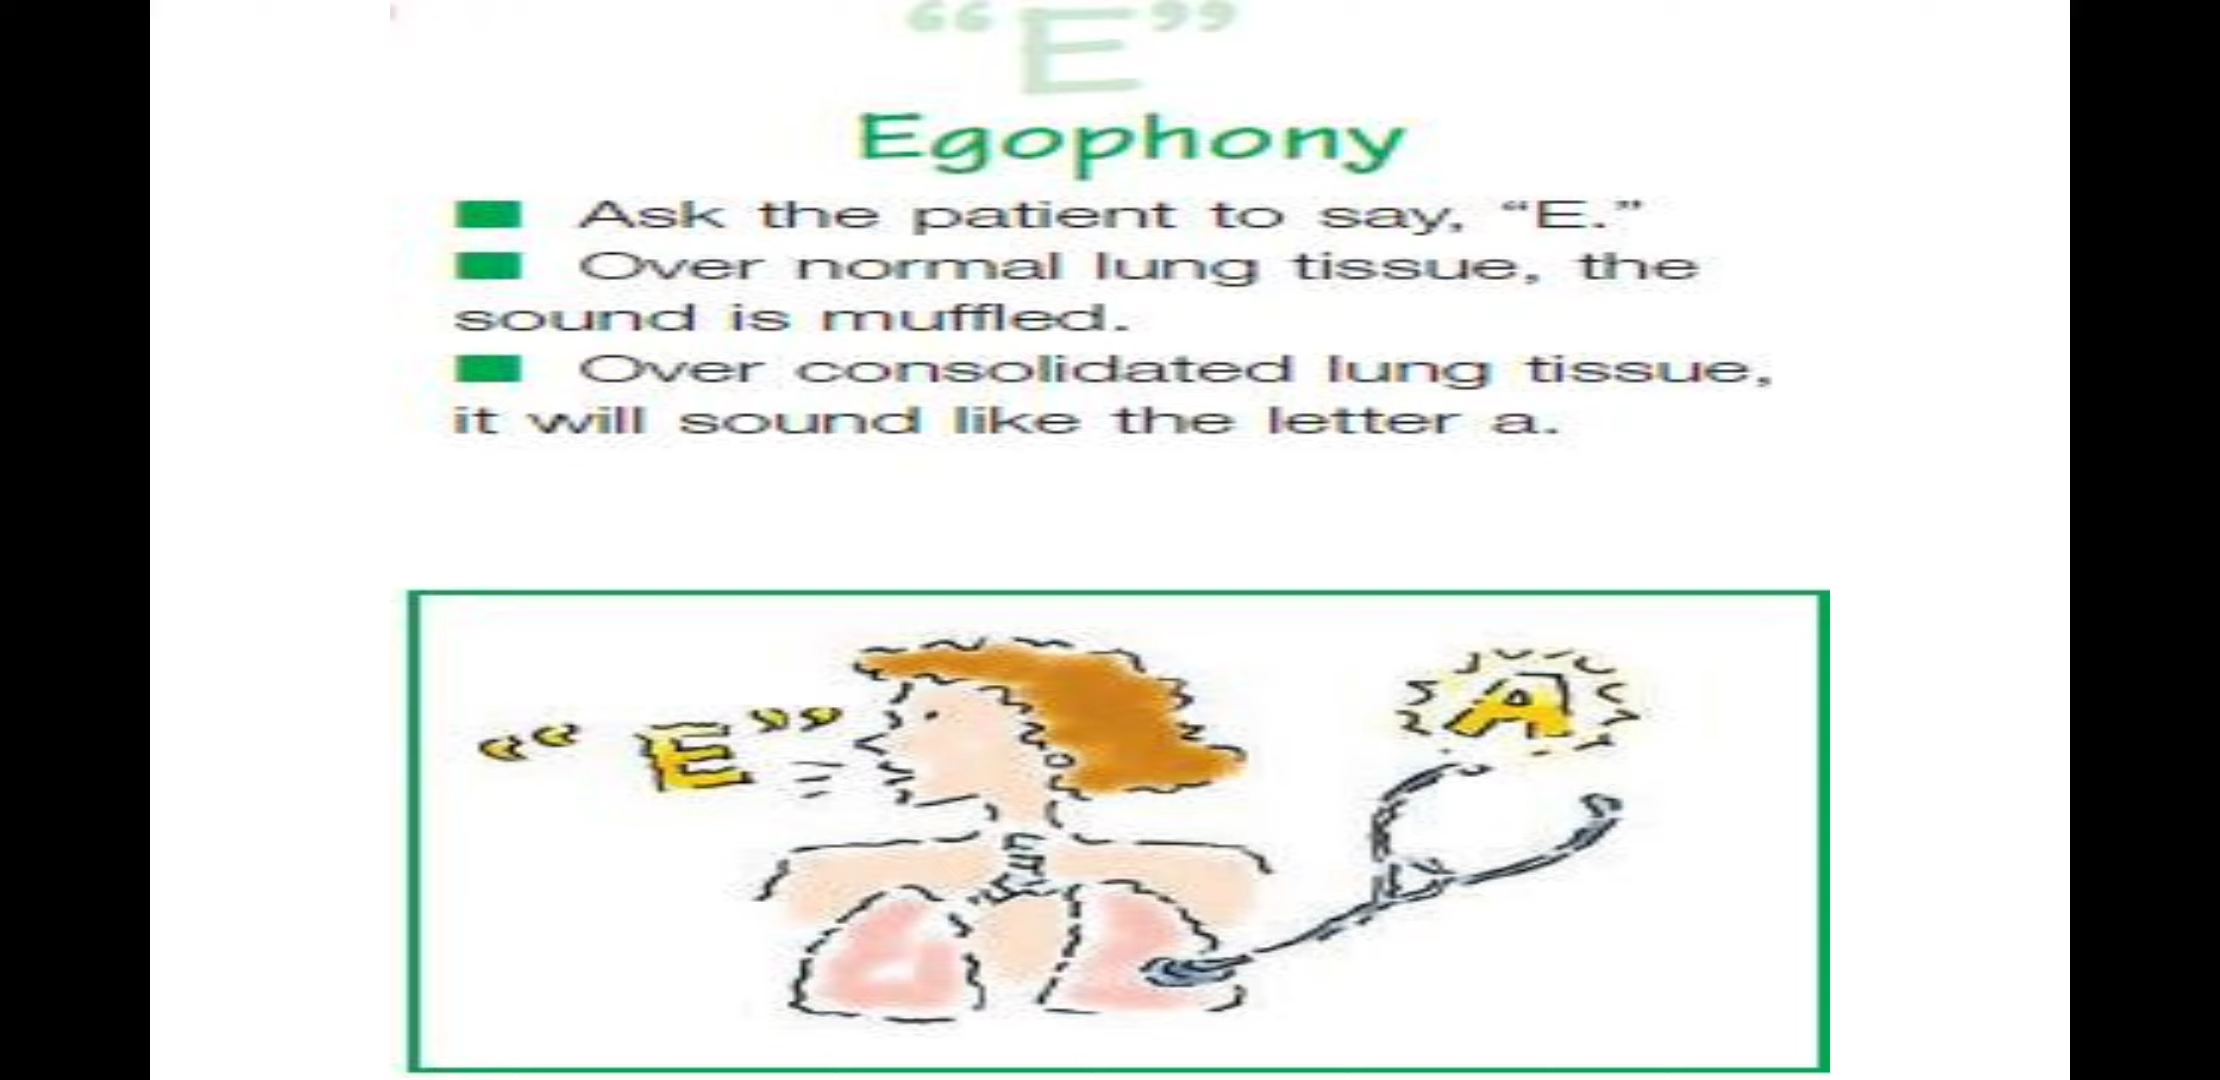 “E”
Egophony
Ask the patient to say, “E.”
Over normal lung tissue, the
sound is muffled.
Over consolidated lung tissue,
it will sound like the letter a.
“ E”
A